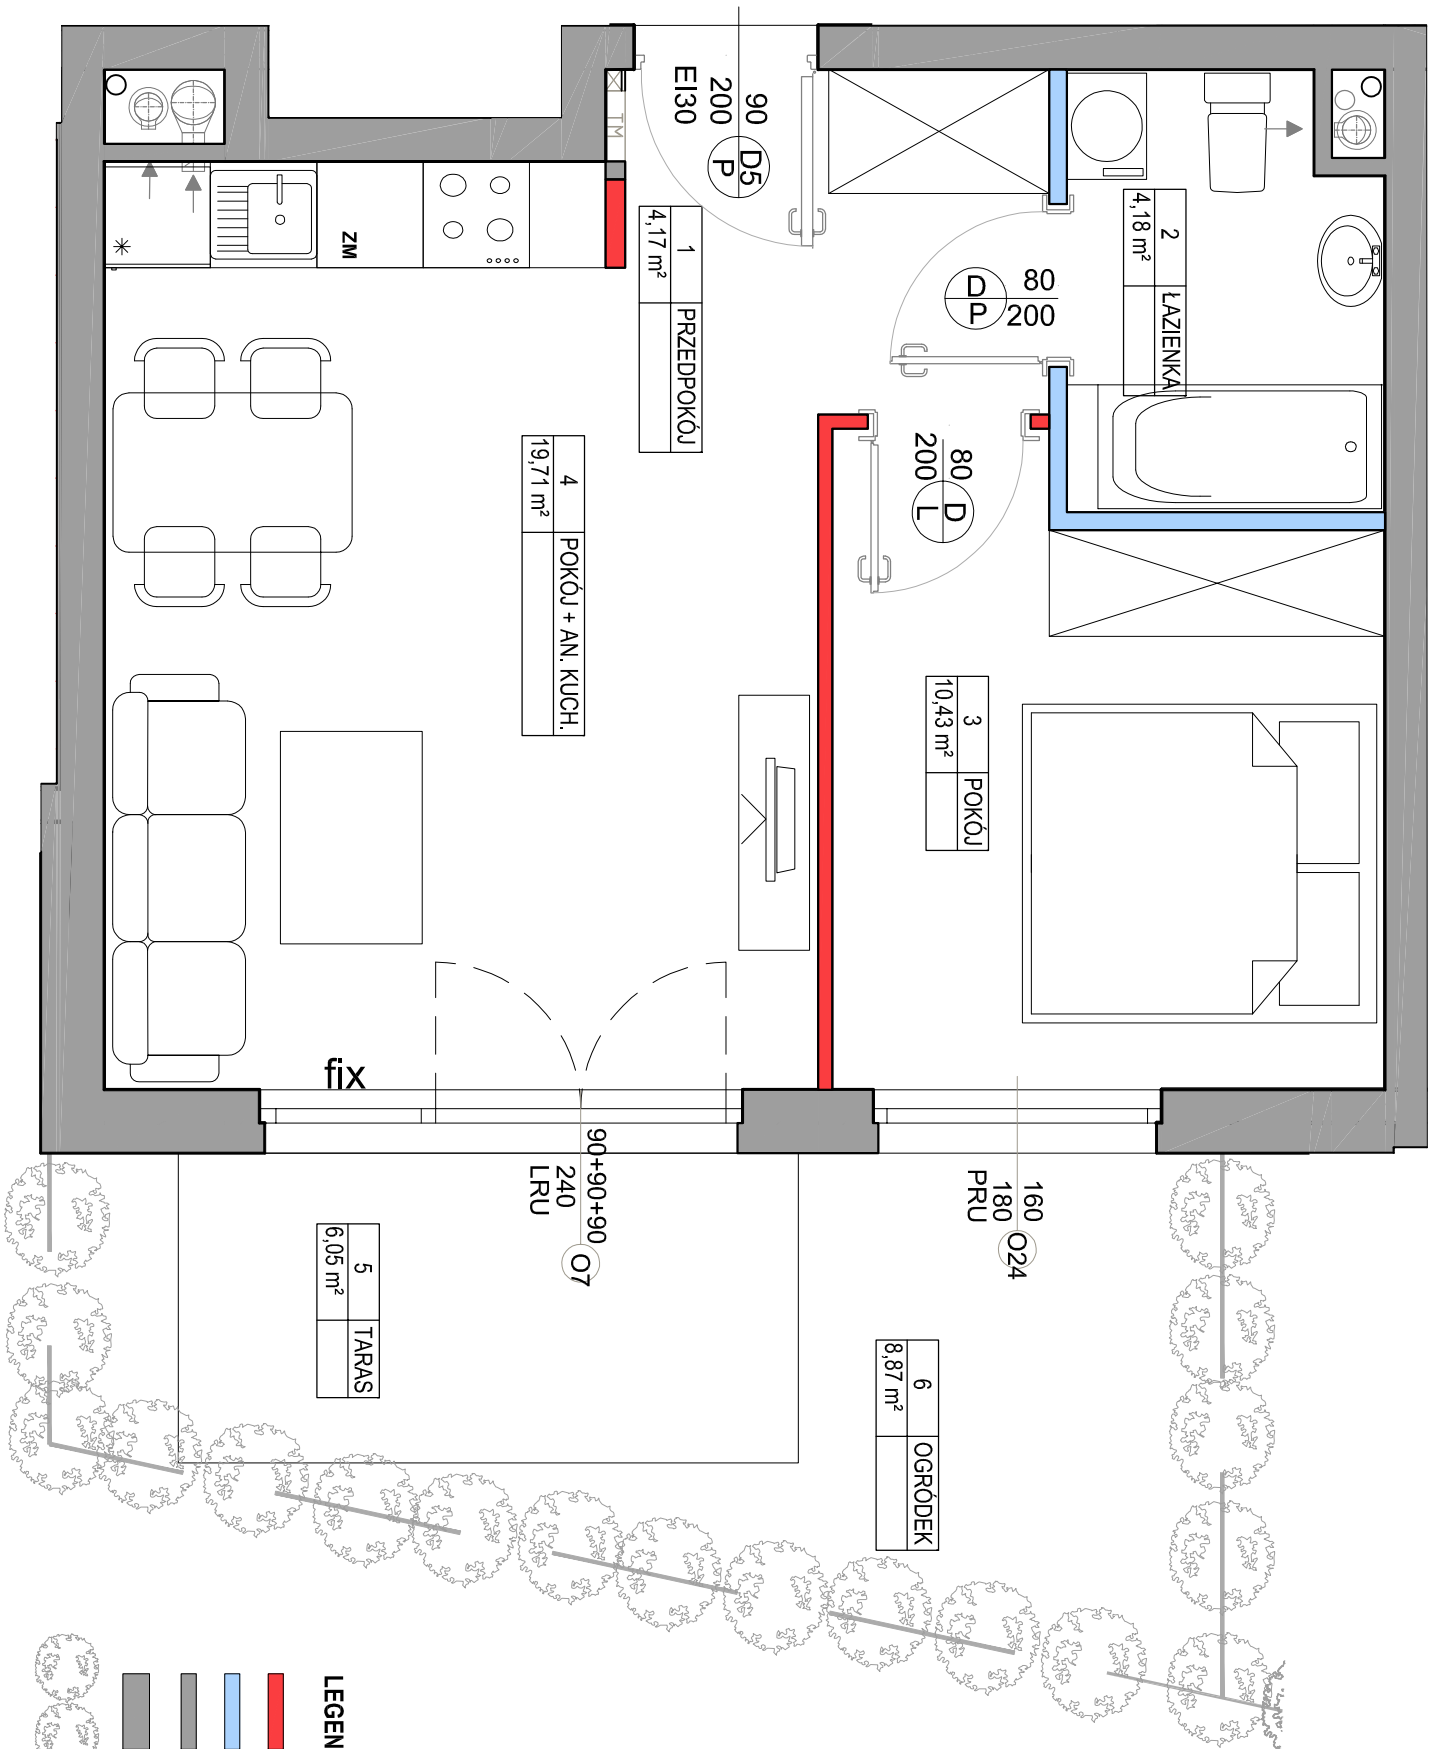 90
200
EI30
D5
P
TM
1 PRZEDPOKÓJ
4,17 m²
2 ŁAZIENKA
4,18 m²
ZM
80
200
D
P
80
200
D
L
4 POKÓJ + AN. KUCH.
19,71 m²
3 POKÓJ
10,43 m²
fix
90+90+90
240
LRU
O7
160
180
PRU
O24
5 TARAS
6,05 m²
6 OGRÓDEK
8,87 m²
LEGEN